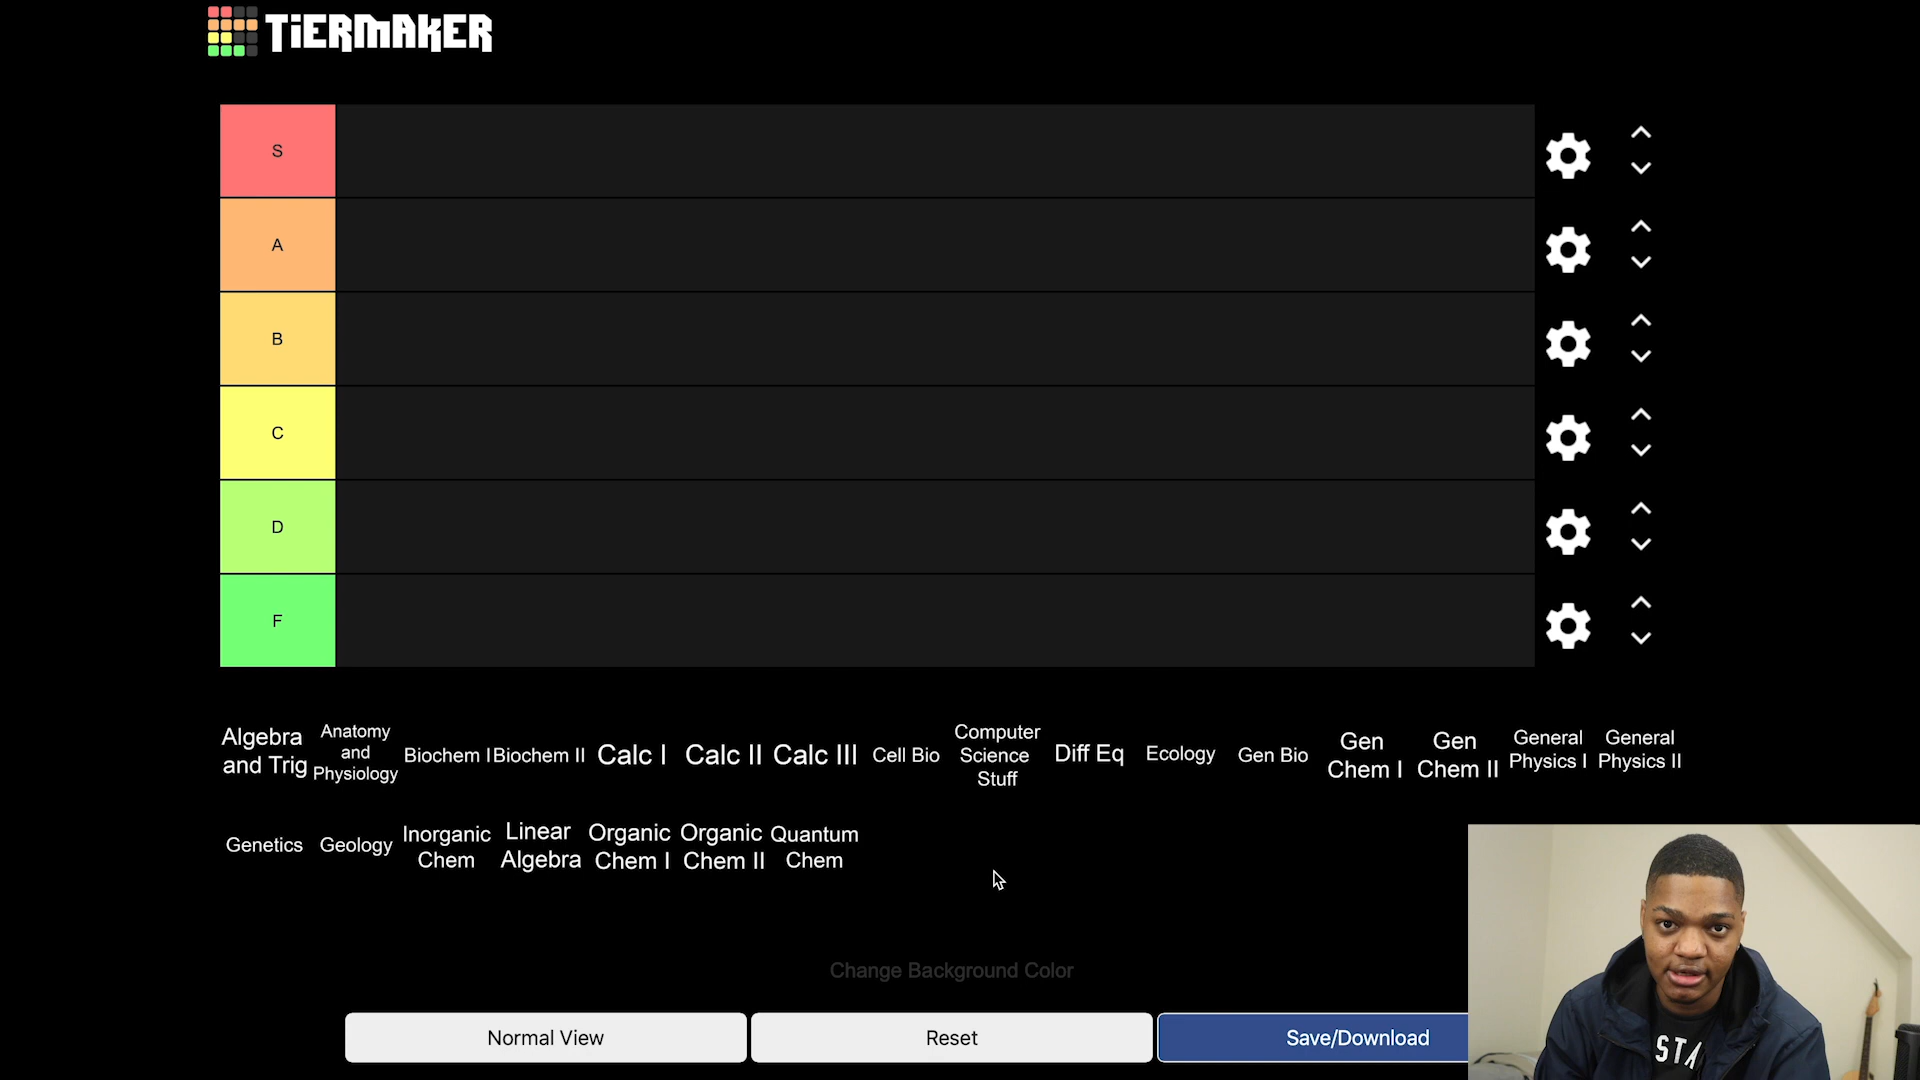 TiERMAKER
S
A
B
C
D
F
Algebra and Trig
Anatomy and Physiology
Biochem I
Biochem II
Calc I
Calc II
Calc III
Cell Bio
Computer Science Stuff
Diff Eq
Ecology
Gen Bio
Gen Chem I
Gen Chem II
General Physics I
General Physics II
Genetics
Geology
Inorganic Chem
Linear Algebra
Organic Chem I
Organic Chem II
Quantum Chem
Change Background Color
Normal View
Reset
Save/Download
STA